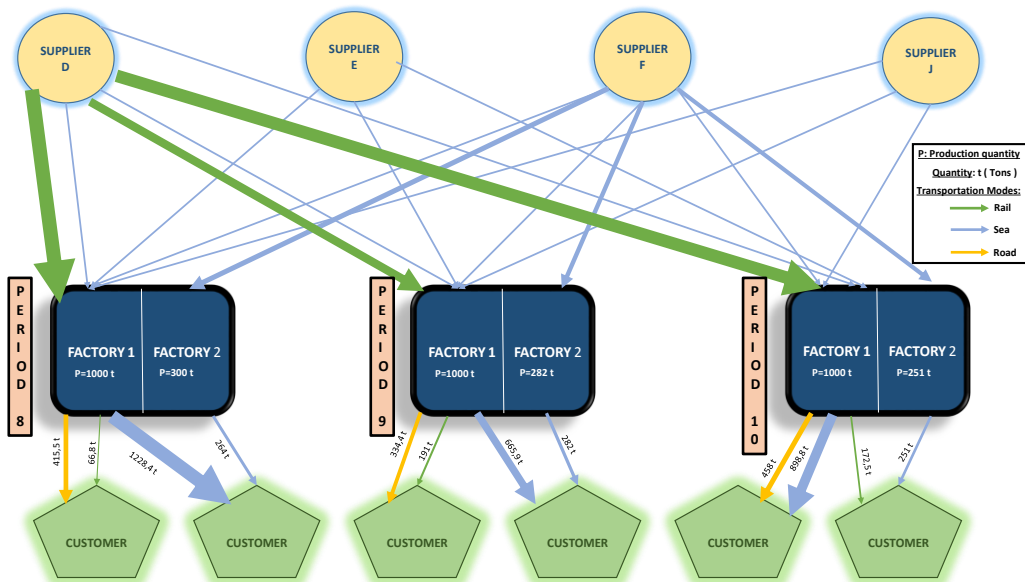 SUPPLIER
D
SUPPLIER
E
SUPPLIER
F
SUPPLIER
J
P: Production quantity
Quantity: t ( Tons )
Transportation Modes:
Rail
Sea
Road
PERIOD 8
FACTORY 1
P=1000 t
FACTORY 2
P=300 t
PERIOD 9
FACTORY 1
P=1000 t
FACTORY 2
P=282 t
PERIOD 10
FACTORY 1
P=1000 t
FACTORY 2
P=251 t
415,5 t
66,8 t
1228,4 t
264 t
334,4 t
191 t
665,9 t
282 t
458 t
898,8 t
172,5 t
251 t
CUSTOMER
CUSTOMER
CUSTOMER
CUSTOMER
CUSTOMER
CUSTOMER